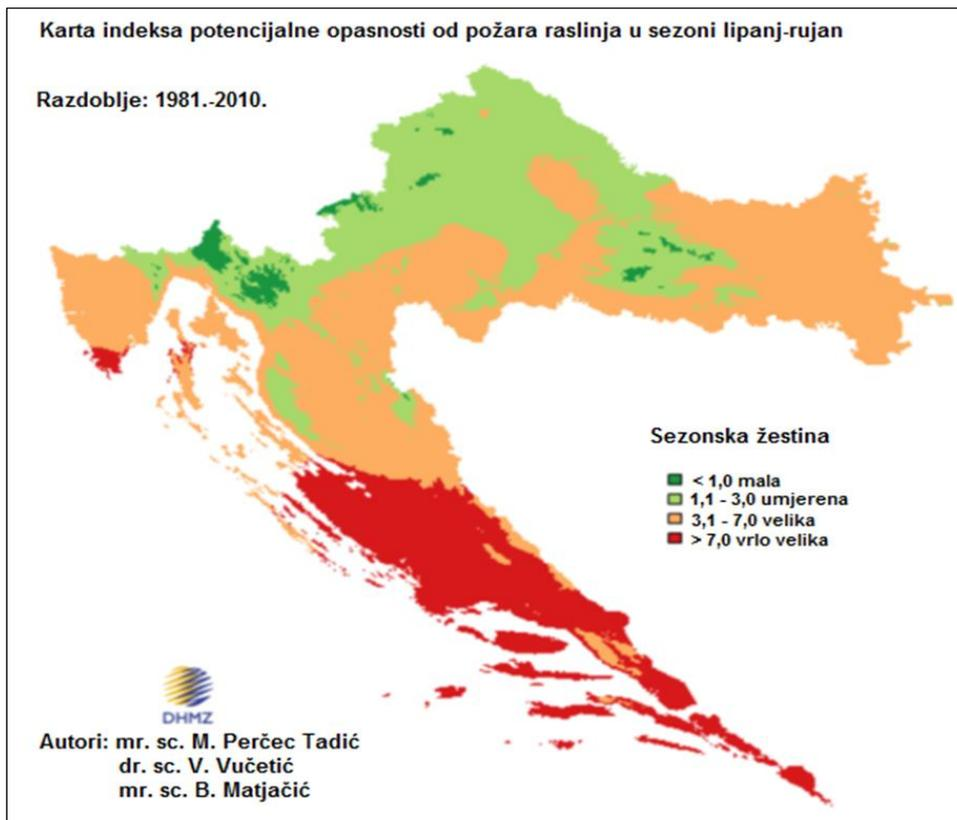 Karta indeksa potencijalne opasnosti od požara raslinja u sezoni lipanj-rujan
Razdoblje: 1981.-2010.
Sezonska žestina
< 1,0 mala
1,1 - 3,0 umjerena
3,1 - 7,0 velika
> 7,0 vrlo velika
DHMZ
Autori: mr. sc. M. Perčec Tadić
dr. sc. V. Vučetić
mr. sc. B. Matjačić